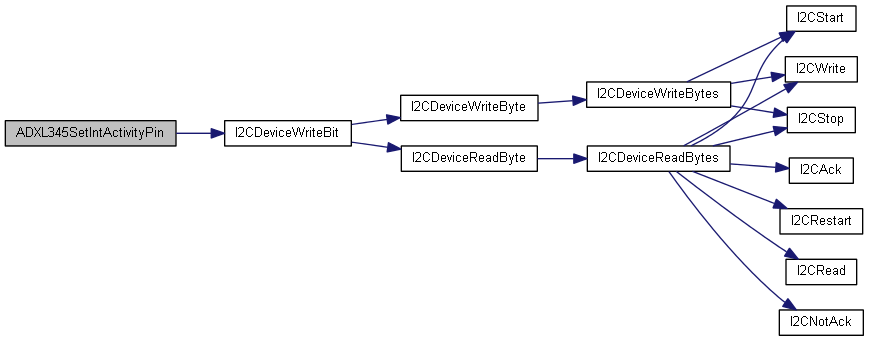 ADXL345SetIntActivityPin
I2CDeviceWriteBit
I2CDeviceWriteByte
I2CDeviceReadByte
I2CDeviceWriteBytes
I2CDeviceReadBytes
I2CStart
I2CWrite
I2CStop
I2CAck
I2CRestart
I2CRead
I2CNotAck